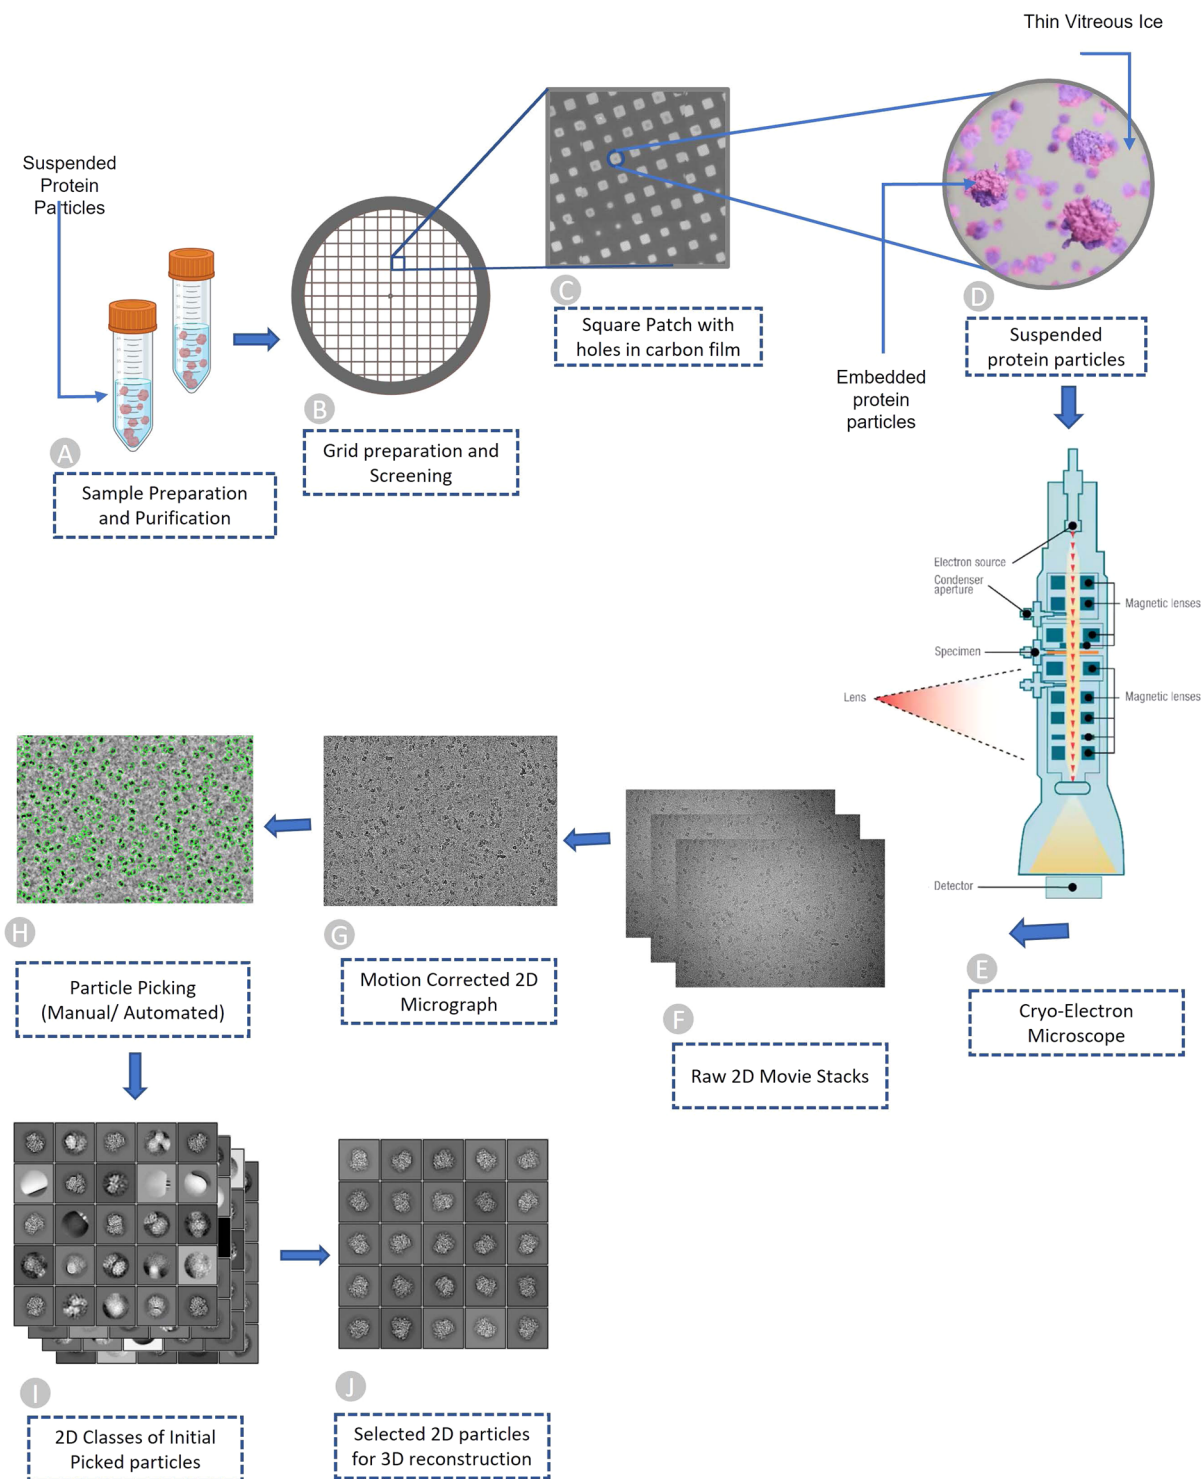 Thin Vitreous Ice
Suspended
Protein
Particles
C
D
Square Patch with
holes in carbon film
Suspended
protein particles
Embedded
protein
particles
B
Grid preparation and
Screening
A
Sample Preparation
and Purification
Electron source
Condenser
aperture
Magnetic lenses
Specimen
Lens
Magnetic lenses
Detector
H
G
E
Particle Picking
(Manual/ Automated)
Motion Corrected 2D
Micrograph
F
Cryo-Electron
Microscope
Raw 2D Movie Stacks
I
J
2D Classes of Initial
Picked particles
Selected 2D particles
for 3D reconstruction